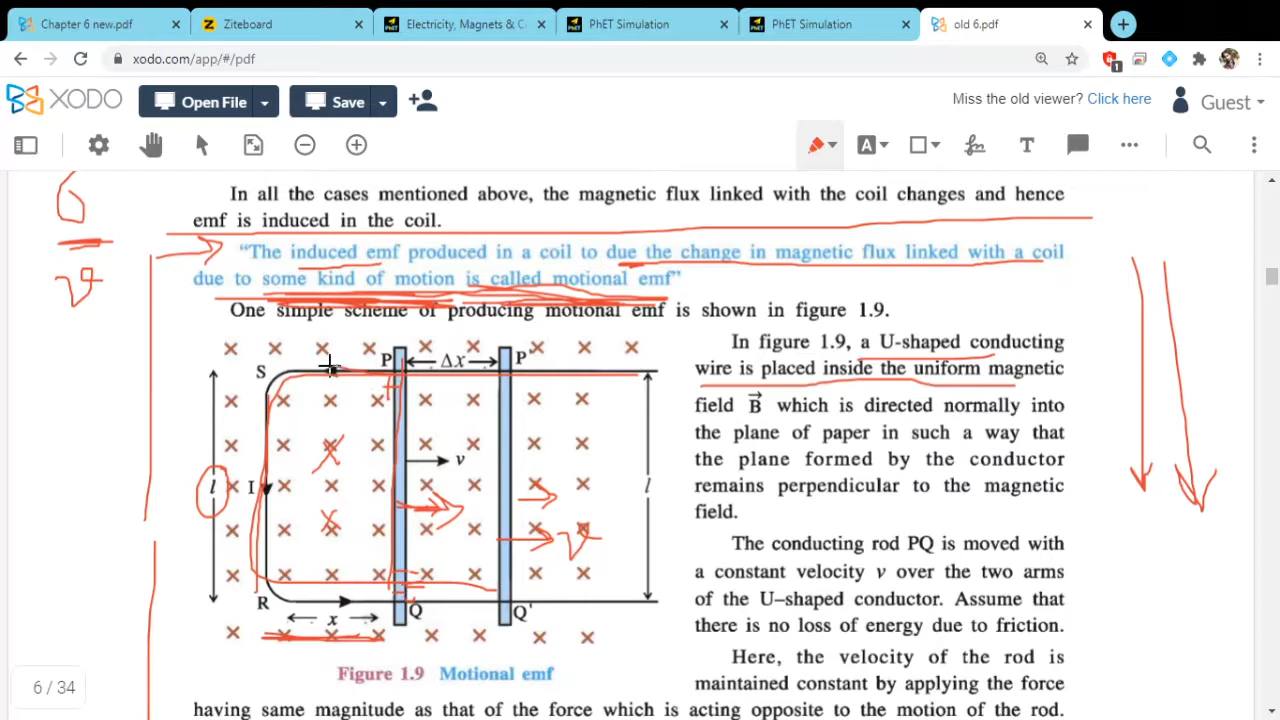 Chapter 6 new.pdf
Ziteboard
Electricity, Magnets & C
PhET Simulation
PhET Simulation
old 6.pdf
xodo.com/app/#/pdf
1
XODO
Open File
Save
Miss the old viewer? Click here
Guest
In all the cases mentioned above, the magnetic flux linked with the coil changes and hence
emf is induced in the coil.
6
v
"The induced emf produced in a coil to due the change in magnetic flux linked with a coil
due to some kind of motion is called motional emf"
One simple scheme of producing motional emf is shown in figure 1.9.
S
P
Δx
P'
l
I
v
l
v
R
x
Q
Q'
Figure 1.9 Motional emf
In figure 1.9, a U-shaped conducting
wire is placed inside the uniform magnetic
field B⃗ which is directed normally into
the plane of paper in such a way that
the plane formed by the conductor
remains perpendicular to the magnetic
field.
The conducting rod PQ is moved with
a constant velocity v over the two arms
of the U–shaped conductor. Assume that
there is no loss of energy due to friction.
Here, the velocity of the rod is
maintained constant by applying the force
having same magnitude as that of the force which is acting opposite to the motion of the rod.
6 / 34